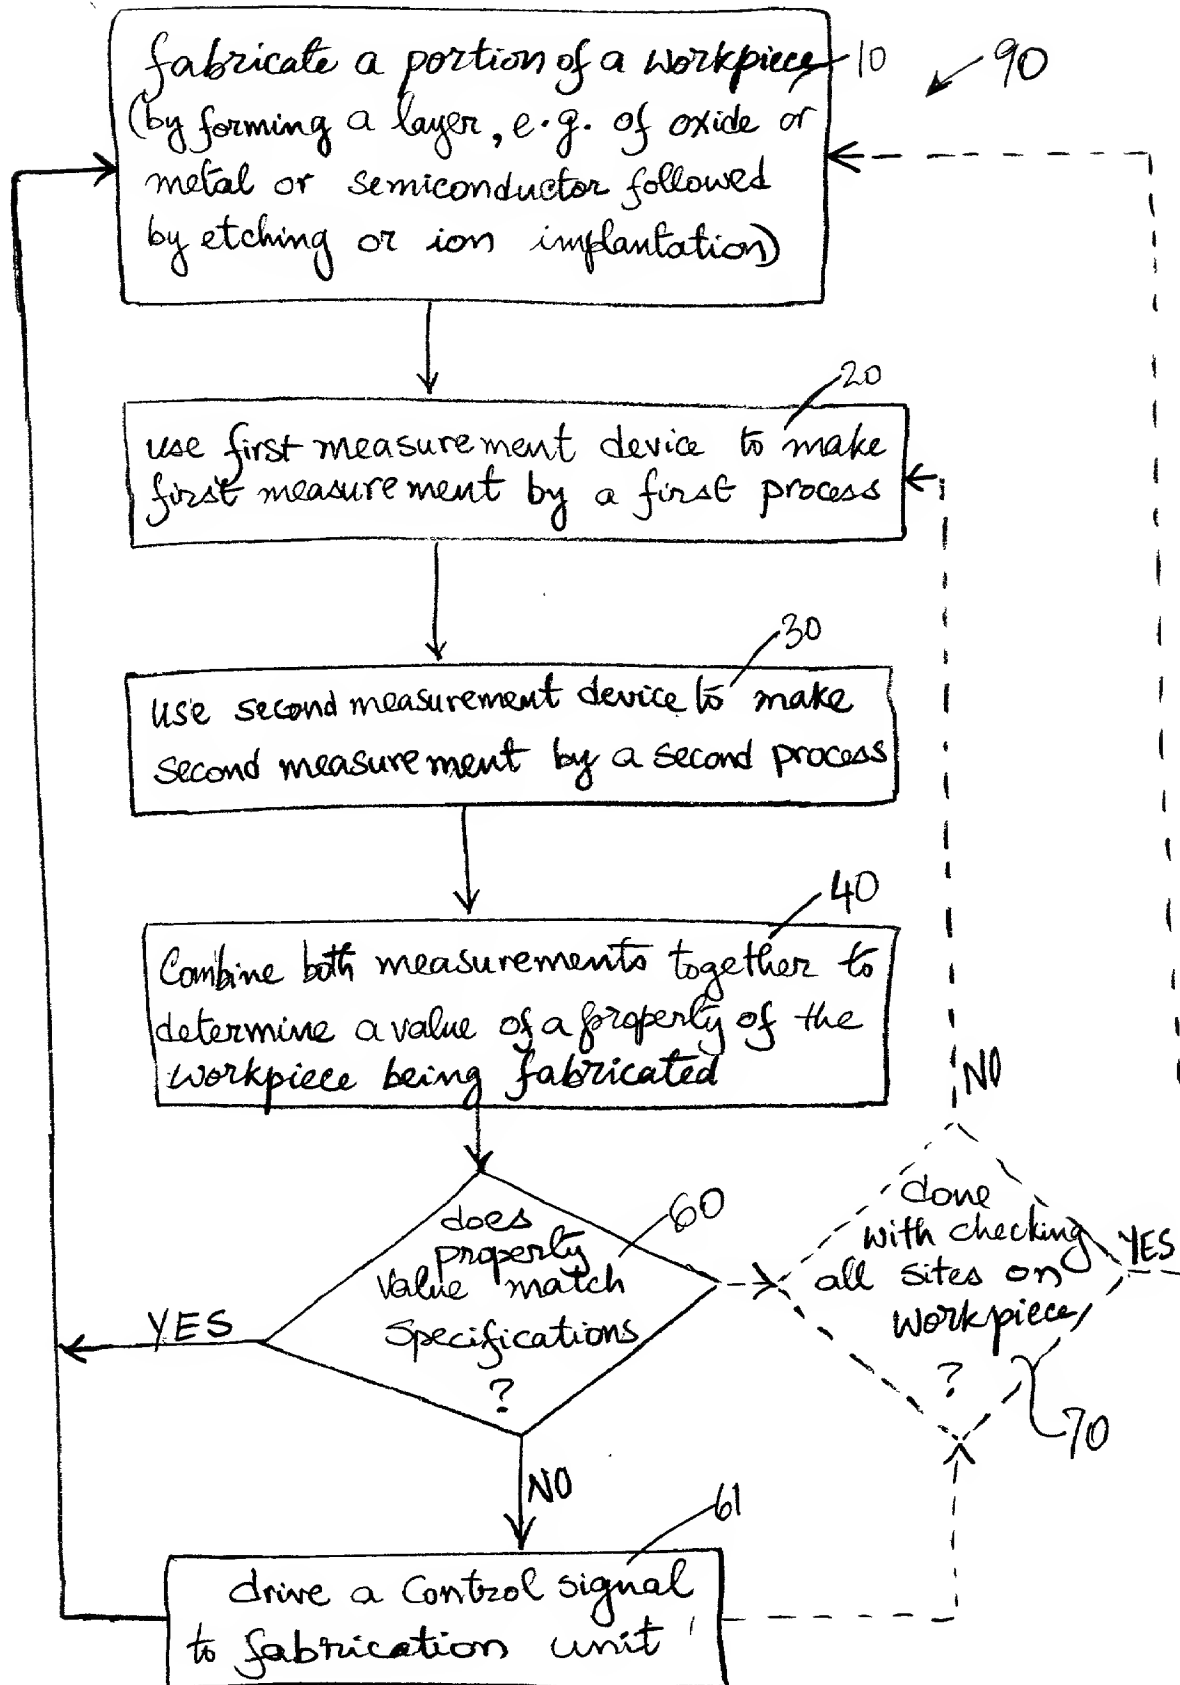 fabricate a portion of a workpiece
10
90
(by forming a layer, e.g. of oxide or
metal or semiconductor followed
by etching or ion implantation)
20
use first measurement device to make
first measurement by a first process
30
use second measurement device to make
second measurement by a second process
40
Combine both measurements together to
determine a value of a property of the
workpiece being fabricated
NO
does
property
value match
specifications
?
60
done
with checking
all sites on
workpiece
?
YES
YES
70
NO
61
drive a control signal
to fabrication unit